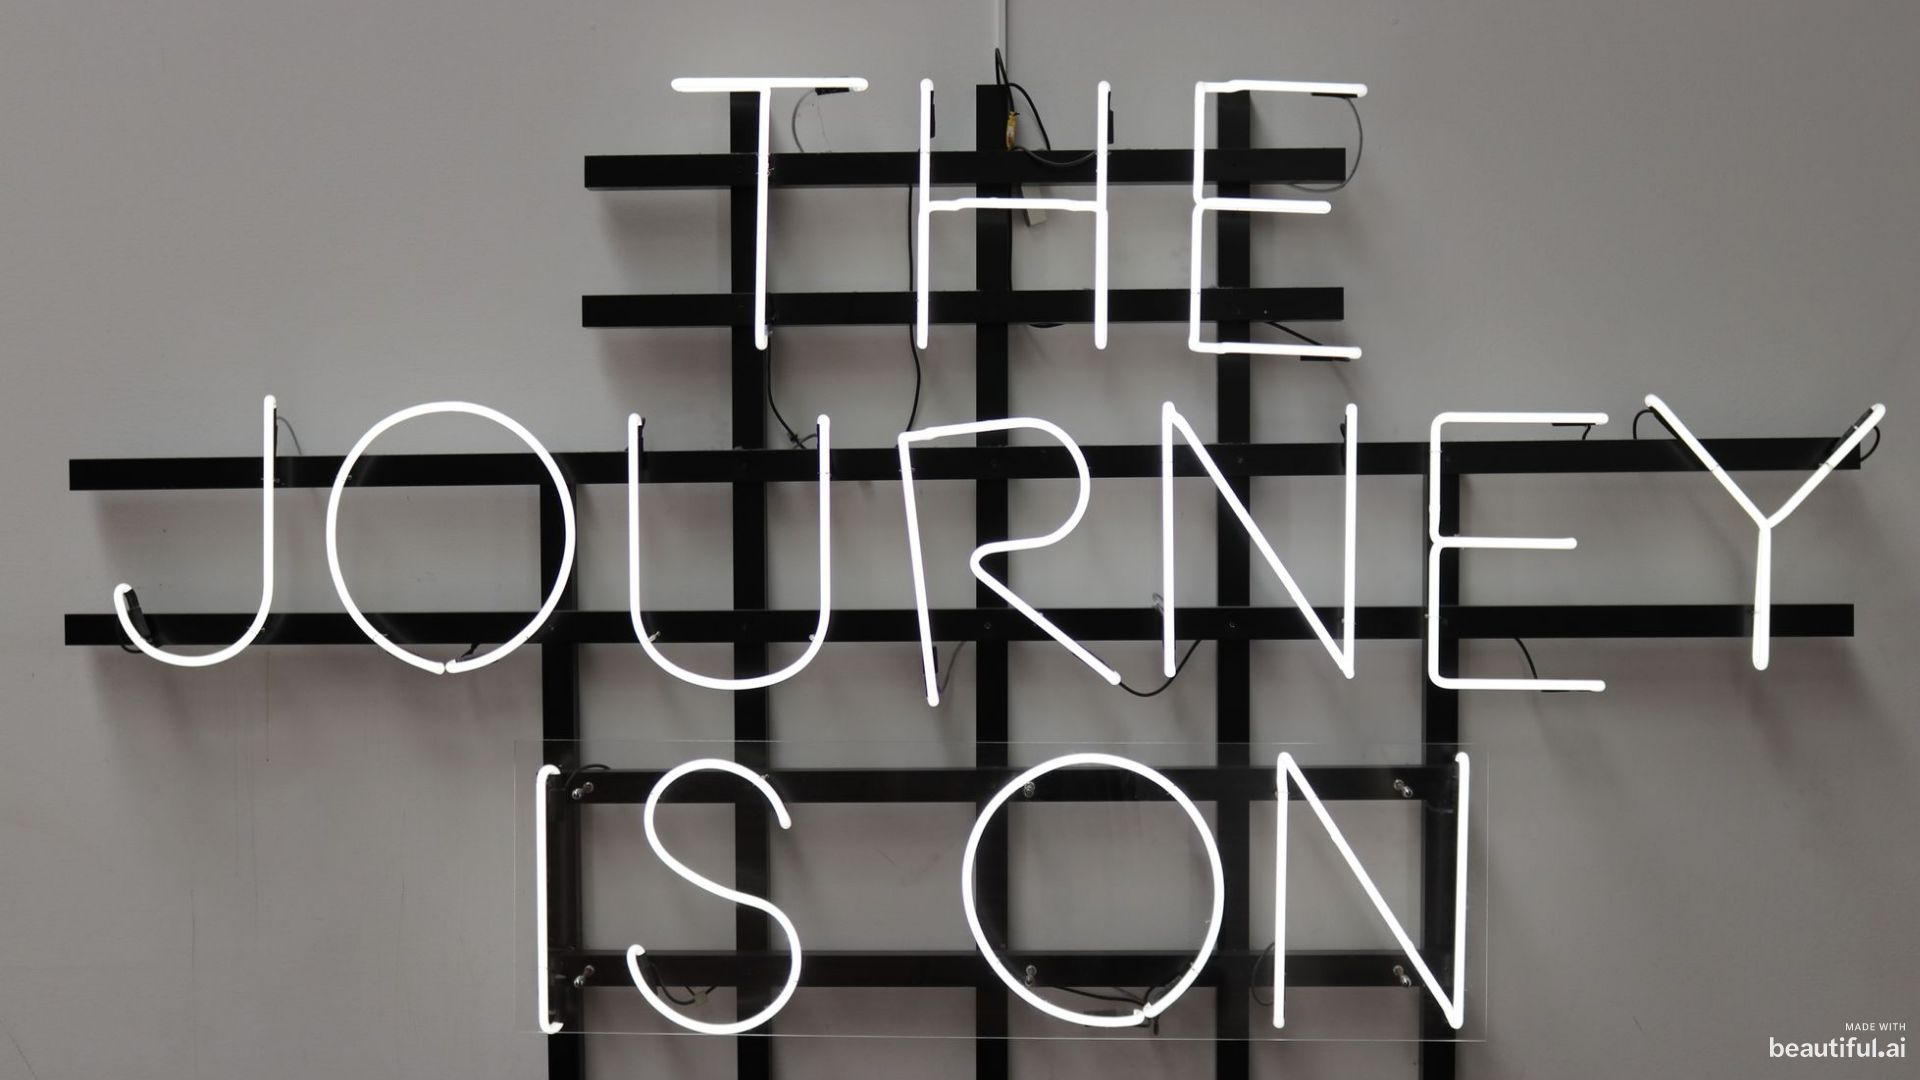 THE
JOURNEY
IS ON
MADE WITH
beautiful.ai